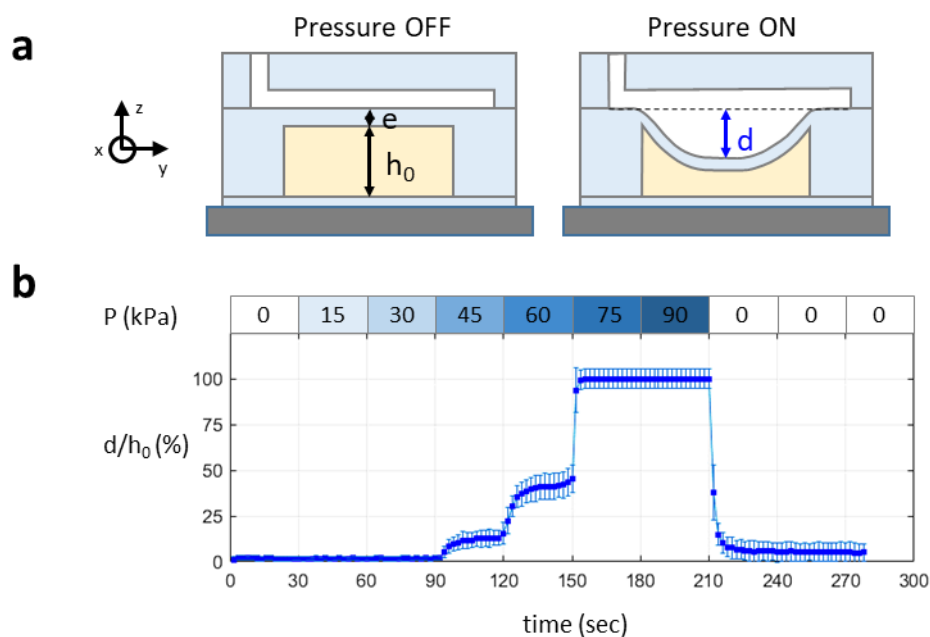 a
Pressure OFF
Pressure ON
z
x
y
e
h₀
d
b
P (kPa)
0 15 30 45 60 75 90 0 0 0
100
75
d/h₀ (%)
50
25
0
0 30 60 90 120 150 180 210 240 270 300
time (sec)